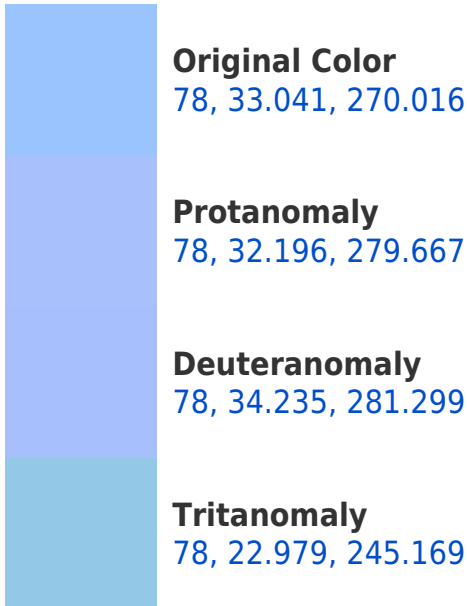 Original Color
78, 33.041, 270.016
Protanomaly
78, 32.196, 279.667
Deuteranomaly
78, 34.235, 281.299
Tritanomaly
78, 22.979, 245.169